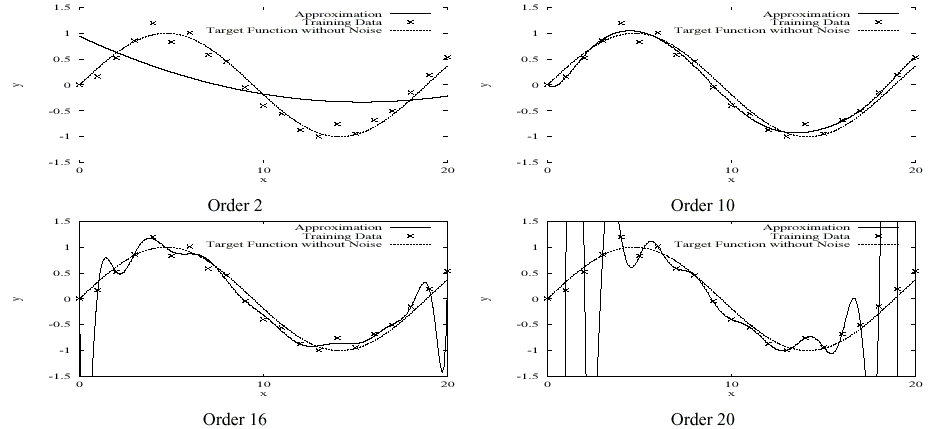 1.5
1
0.5
0
-0.5
-1
-1.5
0
10
20
x
y
Approximation
Training Data
Target Function without Noise
Order 2
1.5
1
0.5
0
-0.5
-1
-1.5
0
10
20
x
y
Approximation
Training Data
Target Function without Noise
Order 10
1.5
1
0.5
0
-0.5
-1
-1.5
0
10
20
x
y
Approximation
Training Data
Target Function without Noise
Order 16
1.5
1
0.5
0
-0.5
-1
-1.5
0
10
20
x
y
Approximation
Training Data
Target Function without Noise
Order 20